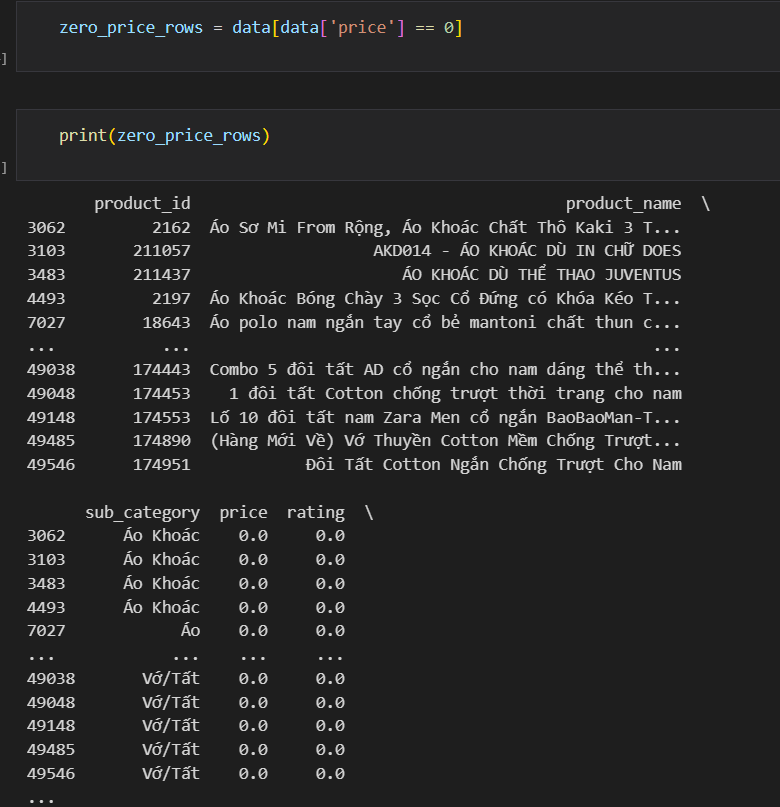 zero_price_rows = data[data['price'] == 0]
]
print(zero_price_rows)
]
product_id product_name \
3062 2162 Áo Sơ Mi From Rộng, Áo Khoác Chất Thô Kaki 3 T...
3103 211057 AKD014 - ÁO KHOÁC DÙ IN CHỮ DOES
3483 211437 ÁO KHOÁC DÙ THỂ THAO JUVENTUS
4493 2197 Áo Khoác Bóng Chày 3 Sọc Cổ Đứng có Khóa Kéo T...
7027 18643 Áo polo nam ngắn tay cổ bẻ mantoni chất thun c...
... ... ...
49038 174443 Combo 5 đôi tất AD cổ ngắn cho nam dáng thể th...
49048 174453 1 đôi tất Cotton chống trượt thời trang cho nam
49148 174553 Lố 10 đôi tất nam Zara Men cổ ngắn BaoBaoMan-T...
49485 174890 (Hàng Mới Về) Vớ Thuyền Cotton Mềm Chống Trượt...
49546 174951 Đôi Tất Cotton Ngắn Chống Trượt Cho Nam
sub_category price rating \
3062 Áo Khoác 0.0 0.0
3103 Áo Khoác 0.0 0.0
3483 Áo Khoác 0.0 0.0
4493 Áo Khoác 0.0 0.0
7027 Áo 0.0 0.0
... ... ... ...
49038 Vớ/Tất 0.0 0.0
49048 Vớ/Tất 0.0 0.0
49148 Vớ/Tất 0.0 0.0
49485 Vớ/Tất 0.0 0.0
49546 Vớ/Tất 0.0 0.0
...